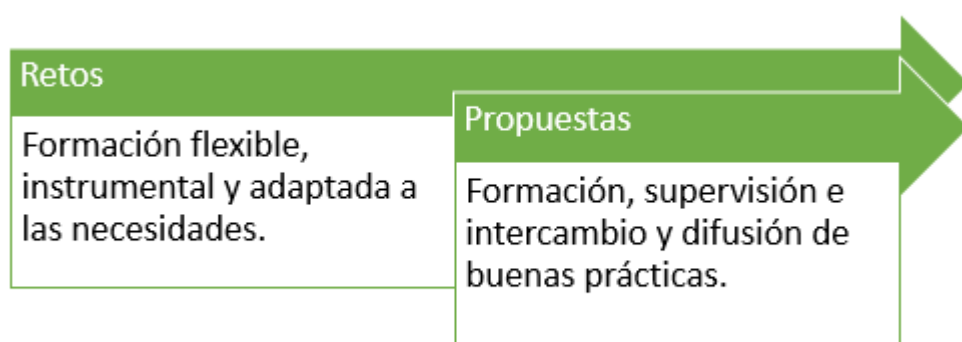 Retos
Formación flexible,
instrumental y adaptada a
las necesidades.
Propuestas
Formación, supervisión e
intercambio y difusión de
buenas prácticas.